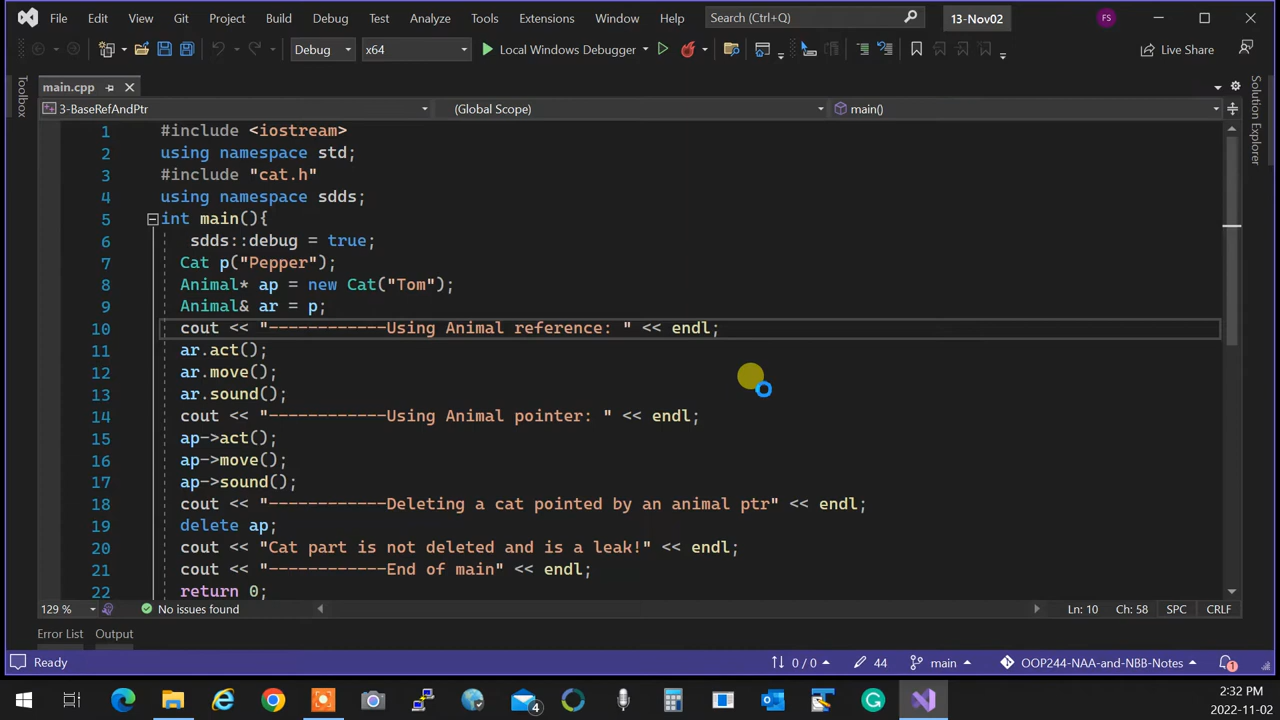 File Edit View Git Project Build Debug Test Analyze Tools Extensions Window Help Search (Ctrl+Q) 13-Nov02 FS
Debug x64 Local Windows Debugger Live Share
main.cpp
3-BaseRefAndPtr (Global Scope) main()
Toolbox
Solution Explorer
1 #include <iostream>
2 using namespace std;
3 #include "cat.h"
4 using namespace sdds;
5 int main(){
6 sdds::debug = true;
7 Cat p("Pepper");
8 Animal* ap = new Cat("Tom");
9 Animal& ar = p;
10 cout << "------------Using Animal reference: " << endl;
11 ar.act();
12 ar.move();
13 ar.sound();
14 cout << "------------Using Animal pointer: " << endl;
15 ap->act();
16 ap->move();
17 ap->sound();
18 cout << "------------Deleting a cat pointed by an animal ptr" << endl;
19 delete ap;
20 cout << "Cat part is not deleted and is a leak!" << endl;
21 cout << "------------End of main" << endl;
22 return 0;
129 % No issues found Ln: 10 Ch: 58 SPC CRLF
Error List Output
Ready 0 / 0 44 main OOP244-NAA-and-NBB-Notes 1
4 2:32 PM
2022-11-02